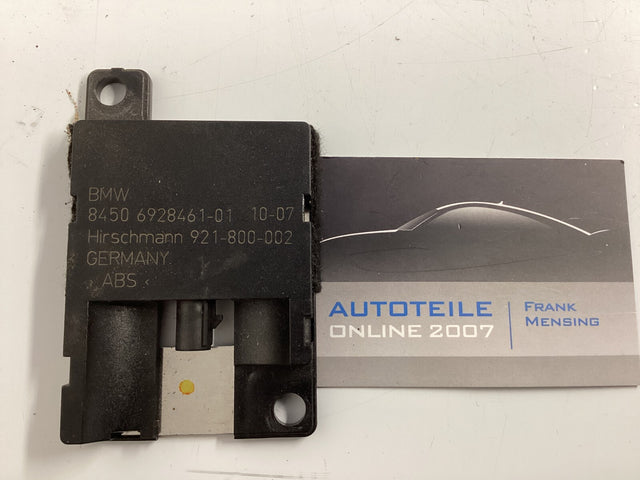 BMW
8450 6928461-01 10-07
Hirschmann 921-800-002
GERMANY
> ABS <
AUTOTEILE
ONLINE 2007
FRANK
MENSING